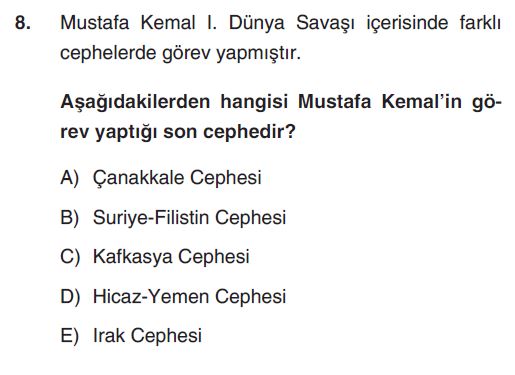 8. Mustafa Kemal I. Dünya Savaşı içerisinde farklı
cephelerde görev yapmıştır.
Aşağıdakilerden hangisi Mustafa Kemal'in gö-
rev yaptığı son cephedir?
A) Çanakkale Cephesi
B) Suriye-Filistin Cephesi
C) Kafkasya Cephesi
D) Hicaz-Yemen Cephesi
E) Irak Cephesi